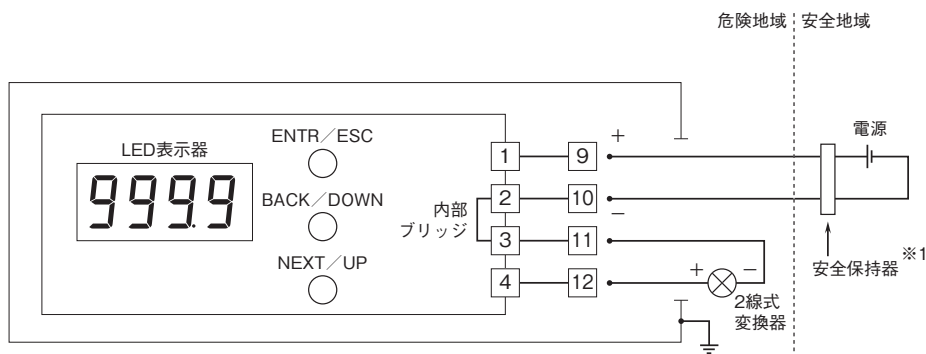 危険地域 安全地域
LED表示器
999.9
ENTR／ESC
BACK／DOWN
NEXT／UP
内部
ブリッジ
1 9 +
2 10 −
3 11
4 12
+ −
2線式
変換器
電源
安全保持器 ※1